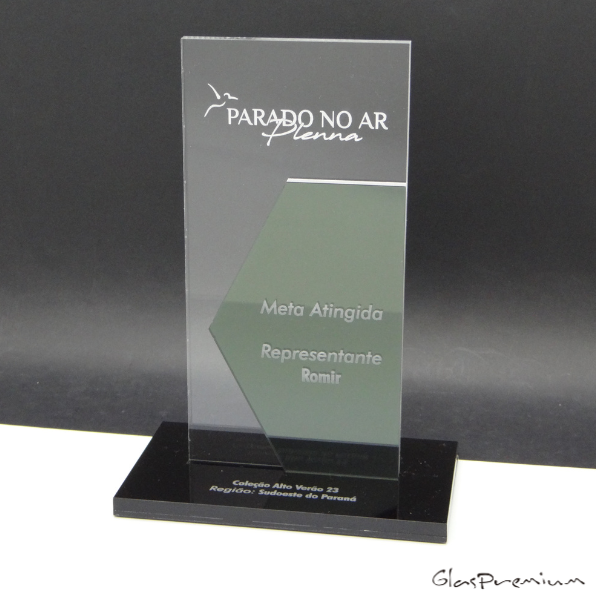 PARADO NO AR
Plenna
Meta Atingida
Representante
Romir
Coleção Alto Verão 23
Região: Sudoeste do Paraná
GlasPremium